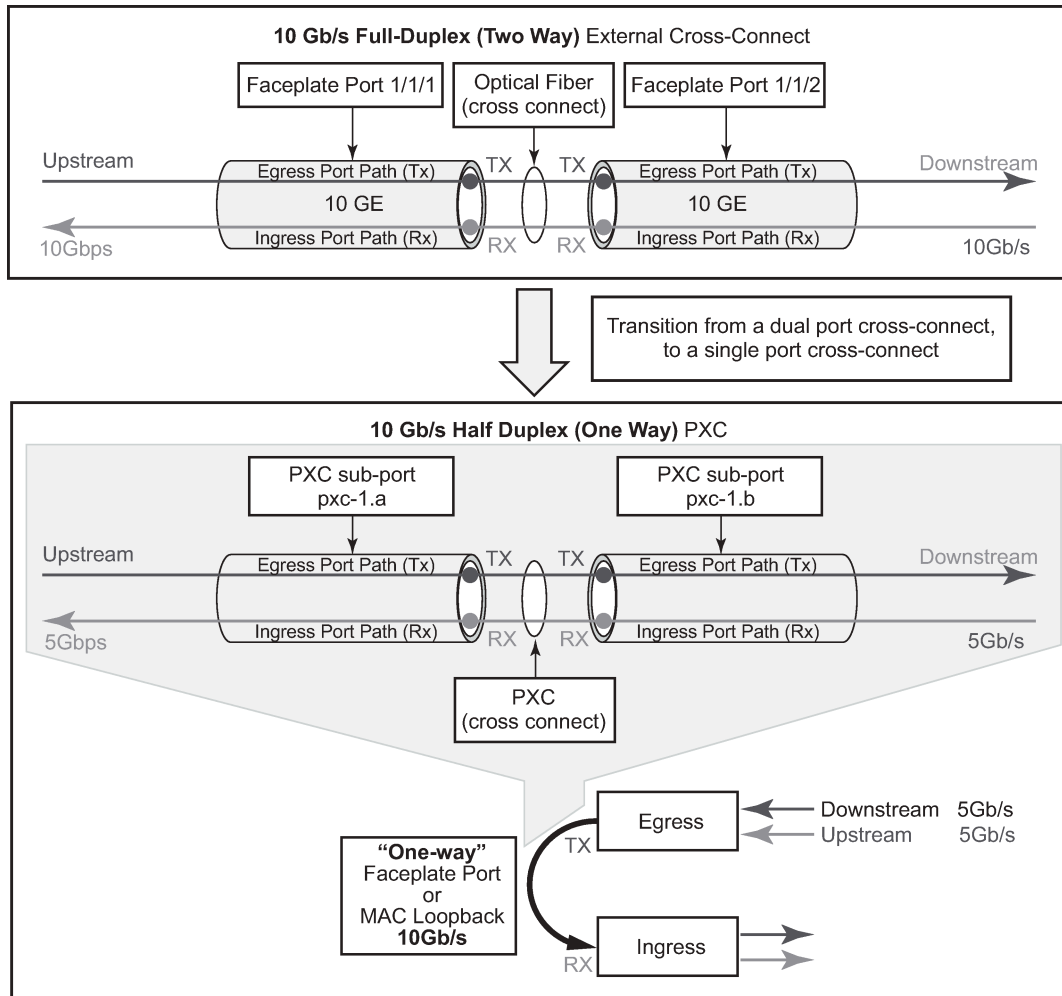 10 Gb/s Full-Duplex (Two Way) External Cross-Connect
Faceplate Port 1/1/1
Optical Fiber
(cross connect)
Faceplate Port 1/1/2
Upstream
Egress Port Path (Tx)
TX
TX
Egress Port Path (Tx)
Downstream
10 GE
10 GE
10Gbps
Ingress Port Path (Rx)
RX
RX
Ingress Port Path (Rx)
10Gb/s
Transition from a dual port cross-connect,
to a single port cross-connect
10 Gb/s Half Duplex (One Way) PXC
PXC sub-port
pxc-1.a
PXC sub-port
pxc-1.b
Upstream
Egress Port Path (Tx)
TX
TX
Egress Port Path (Tx)
Downstream
5Gbps
Ingress Port Path (Rx)
RX
RX
Ingress Port Path (Rx)
5Gb/s
PXC
(cross connect)
Egress
Downstream 5Gb/s
Upstream 5Gb/s
TX
“One-way”
Faceplate Port
or
MAC Loopback
10Gb/s
Ingress
RX